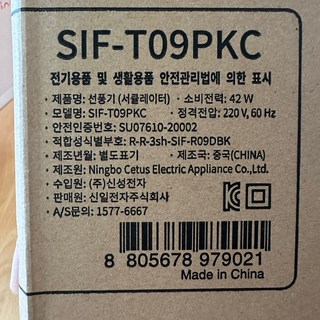 SIF-T09PKC
전기용품 및 생활용품 안전관리법에 의한 표시
· 제품명: 선풍기 (서큘레이터) · 소비전력: 42 W
· 모델명: SIF-T09PKC · 정격전압: 220 V, 60 Hz
· 안전인증번호: SU07610-20002
· 적합성식별부호: R-R-3sh-SIF-R09DBK
· 제조년월: 별도표기 · 제조국: 중국(CHINA)
· 제조원: Ningbo Cetus Electric Appliance Co.,Ltd.
· 수입원: (주)신성전자
· 판매원: 신일전자주식회사
· A/S문의: 1577-6667
8 805678 979021
Made in China